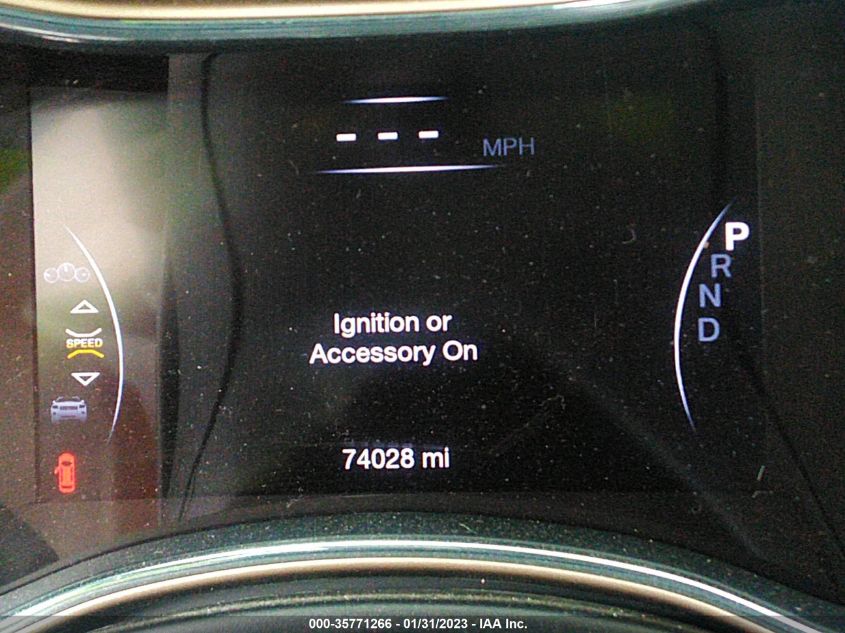 - - - MPH
P
R
N
SPEED
D
Ignition or
Accessory On
74028 mi
000-35771266 - 01/31/2023 - IAA Inc.